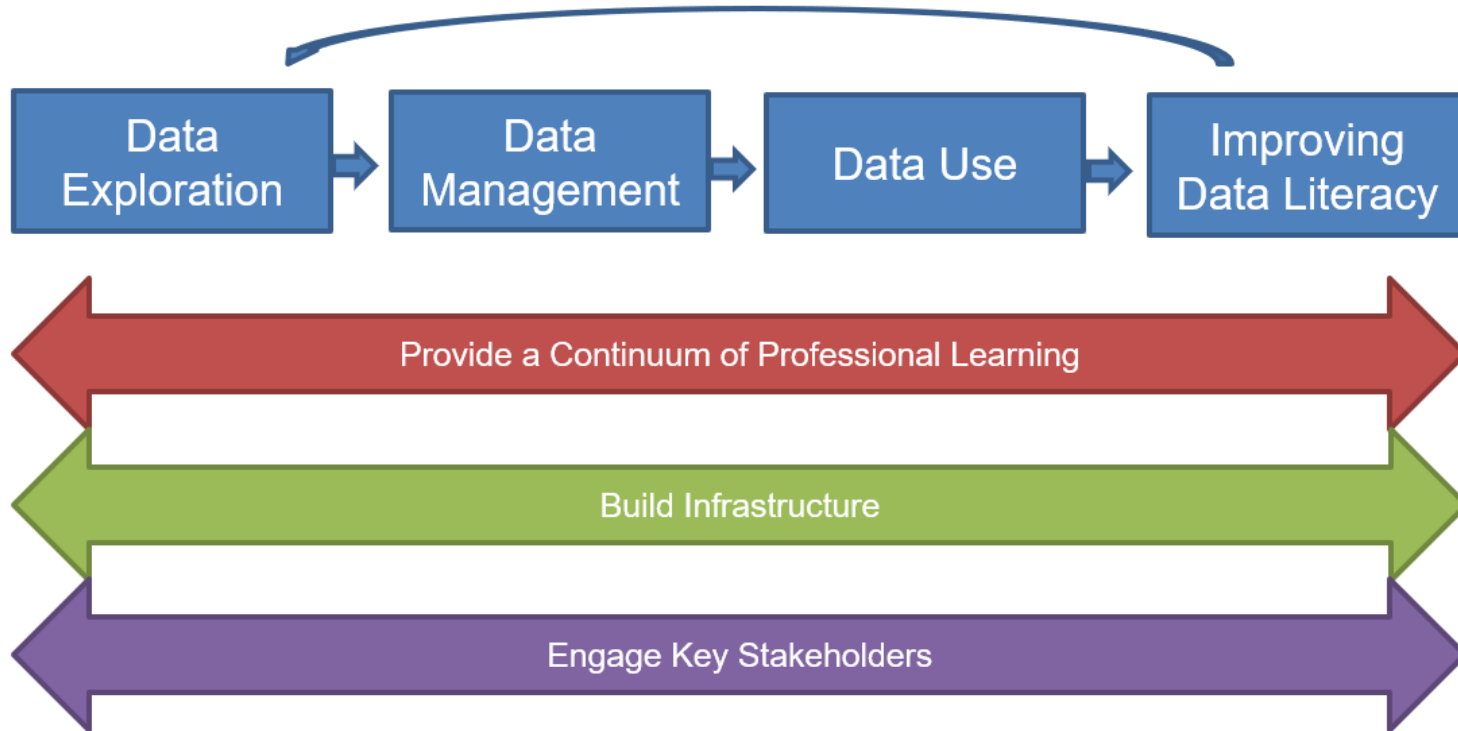 Data
Exploration
Data
Management
Data Use
Improving
Data Literacy
Provide a Continuum of Professional Learning
Build Infrastructure
Engage Key Stakeholders